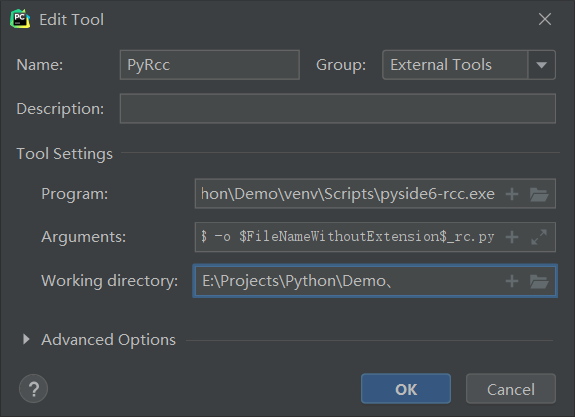 PC Edit Tool
Name: PyRcc Group: External Tools
Description:
Tool Settings
Program: hon\Demo\venv\Scripts\pyside6-rcc.exe
Arguments: $ -o $FileNameWithoutExtension$_rc.py
Working directory: E:\Projects\Python\Demo、
Advanced Options
? OK Cancel